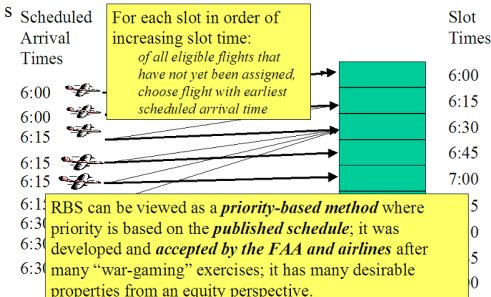 s
Scheduled
Arrival
Times
For each slot in order of
increasing slot time:
of all eligible flights that
have not yet been assigned,
choose flight with earliest
scheduled arrival time
Slot
Times
6:00
6:00
6:15
6:15
6:15
6:00
6:15
6:30
6:45
7:00
RBS can be viewed as a priority-based method where
priority is based on the published schedule; it was
developed and accepted by the FAA and airlines after
many “war-gaming” exercises; it has many desirable
properties from an equity perspective.